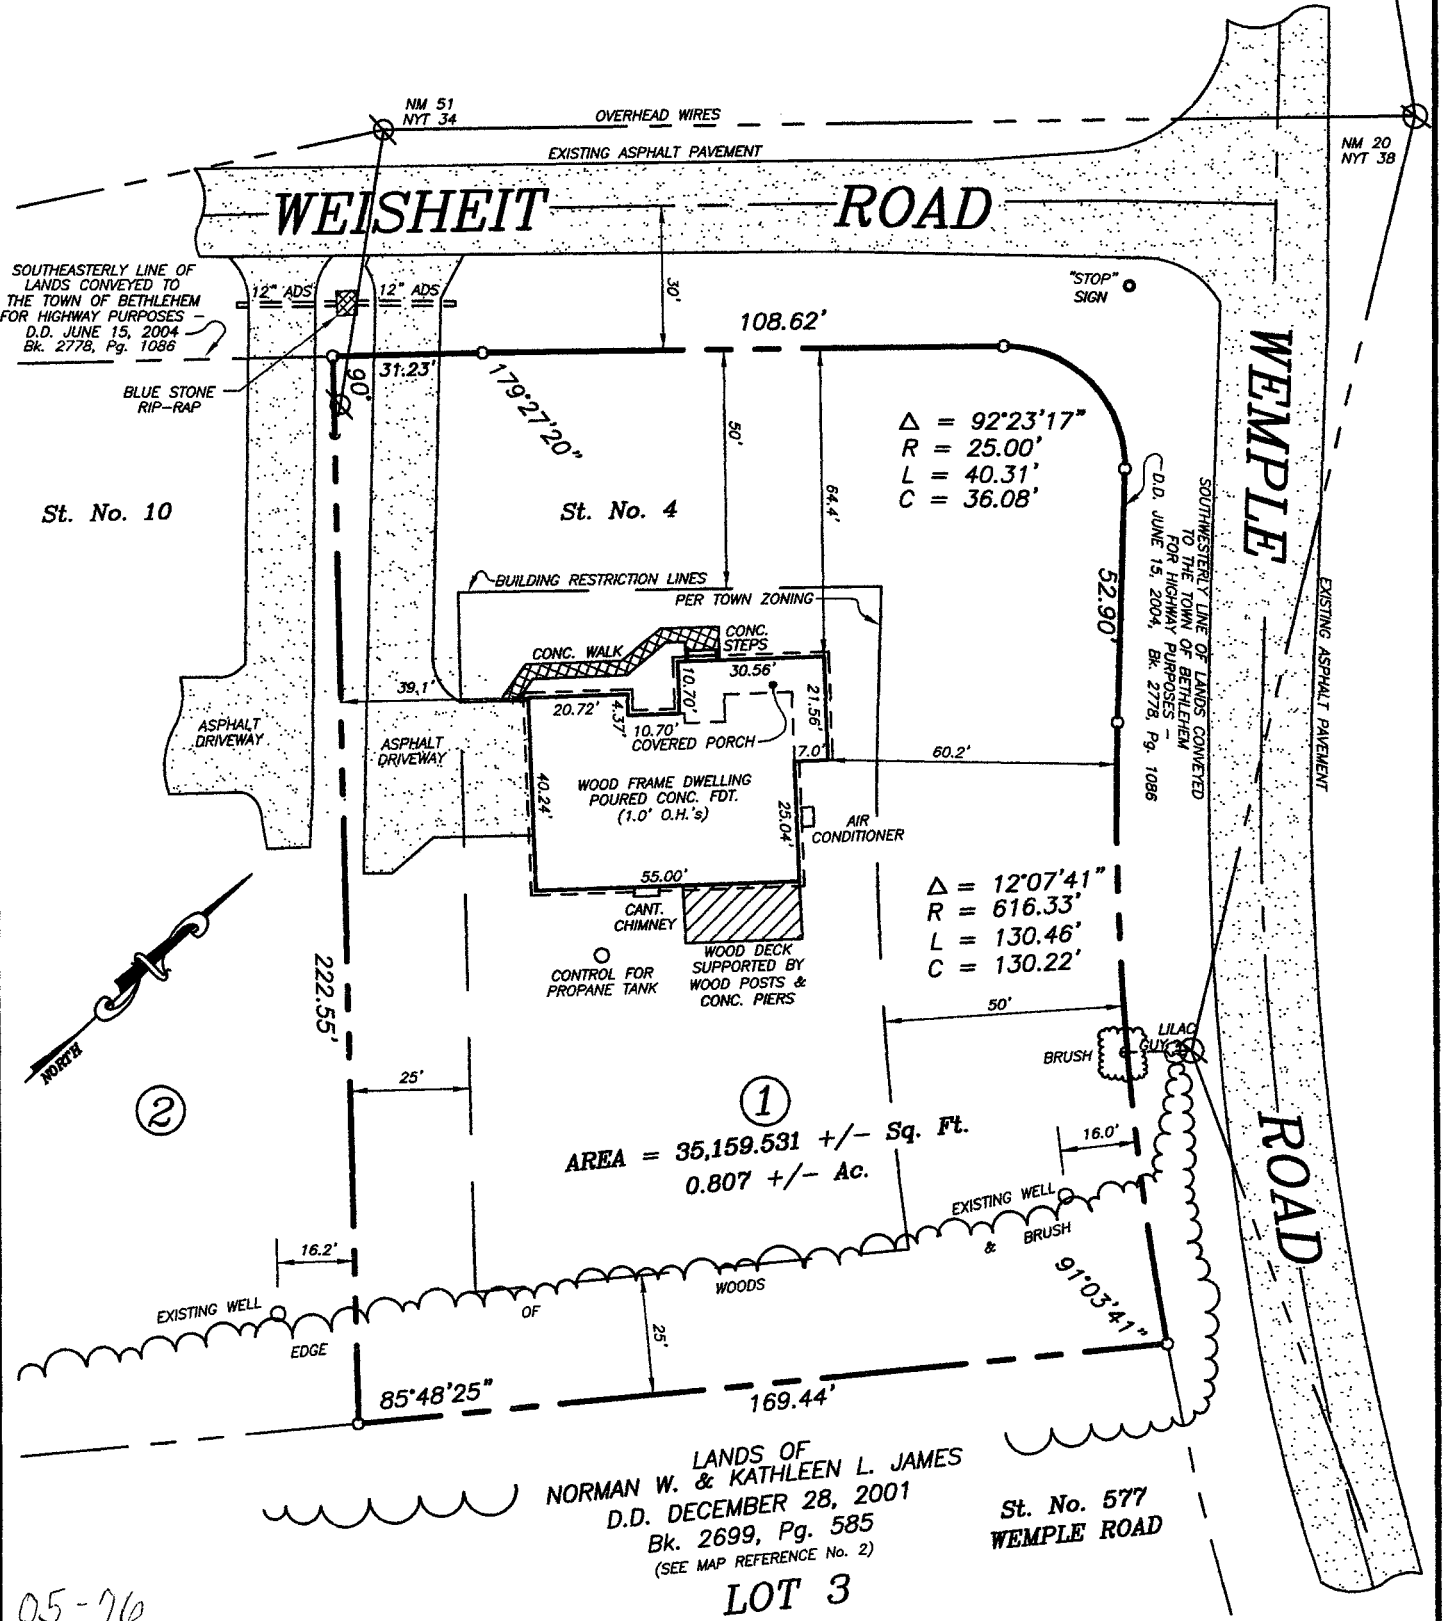 NM 51
NYT 34
OVERHEAD WIRES
EXISTING ASPHALT PAVEMENT
NM 20
NYT 38
WEISHEIT ROAD
SOUTHEASTERLY LINE OF
LANDS CONVEYED TO
THE TOWN OF BETHLEHEM
FOR HIGHWAY PURPOSES -
D.D. JUNE 15, 2004
Bk. 2778, Pg. 1086
12" ADS
12" ADS
30'
"STOP"
SIGN
108.62'
31.23'
90°
179°27'20"
BLUE STONE
RIP-RAP
50'
64.4'
Δ = 92°23'17"
R = 25.00'
L = 40.31'
C = 36.08'
WEMPLE ROAD
St. No. 10
St. No. 4
SOUTHWESTERLY LINE OF LANDS CONVEYED
TO THE TOWN OF BETHLEHEM
FOR HIGHWAY PURPOSES -
D.D. JUNE 15, 2004, Bk. 2778, Pg. 1086
EXISTING ASPHALT PAVEMENT
52.90'
BUILDING RESTRICTION LINES
PER TOWN ZONING
CONC. WALK
CONC.
STEPS
39.1'
20.72'
4.37'
10.70'
10.70'
30.56'
21.56'
COVERED PORCH
7.0'
60.2'
ASPHALT
DRIVEWAY
ASPHALT
DRIVEWAY
40.24'
WOOD FRAME DWELLING
POURED CONC. FDT.
(1.0' O.H.'s)
25.04'
AIR
CONDITIONER
55.00'
CANT.
CHIMNEY
CONTROL FOR
PROPANE TANK
WOOD DECK
SUPPORTED BY
WOOD POSTS &
CONC. PIERS
Δ = 12°07'41"
R = 616.33'
L = 130.46'
C = 130.22'
222.55'
50'
NORTH
BRUSH
LILAC
GUY
25'
2
1
AREA = 35,159.531 +/- Sq. Ft.
0.807 +/- Ac.
16.0'
EXISTING WELL
& BRUSH
16.2'
EXISTING WELL
EDGE OF WOODS
25'
91°03'41"
85°48'25"
169.44'
LANDS OF
NORMAN W. & KATHLEEN L. JAMES
D.D. DECEMBER 28, 2001
Bk. 2699, Pg. 585
(SEE MAP REFERENCE No. 2)
LOT 3
St. No. 577
WEMPLE ROAD
05-76